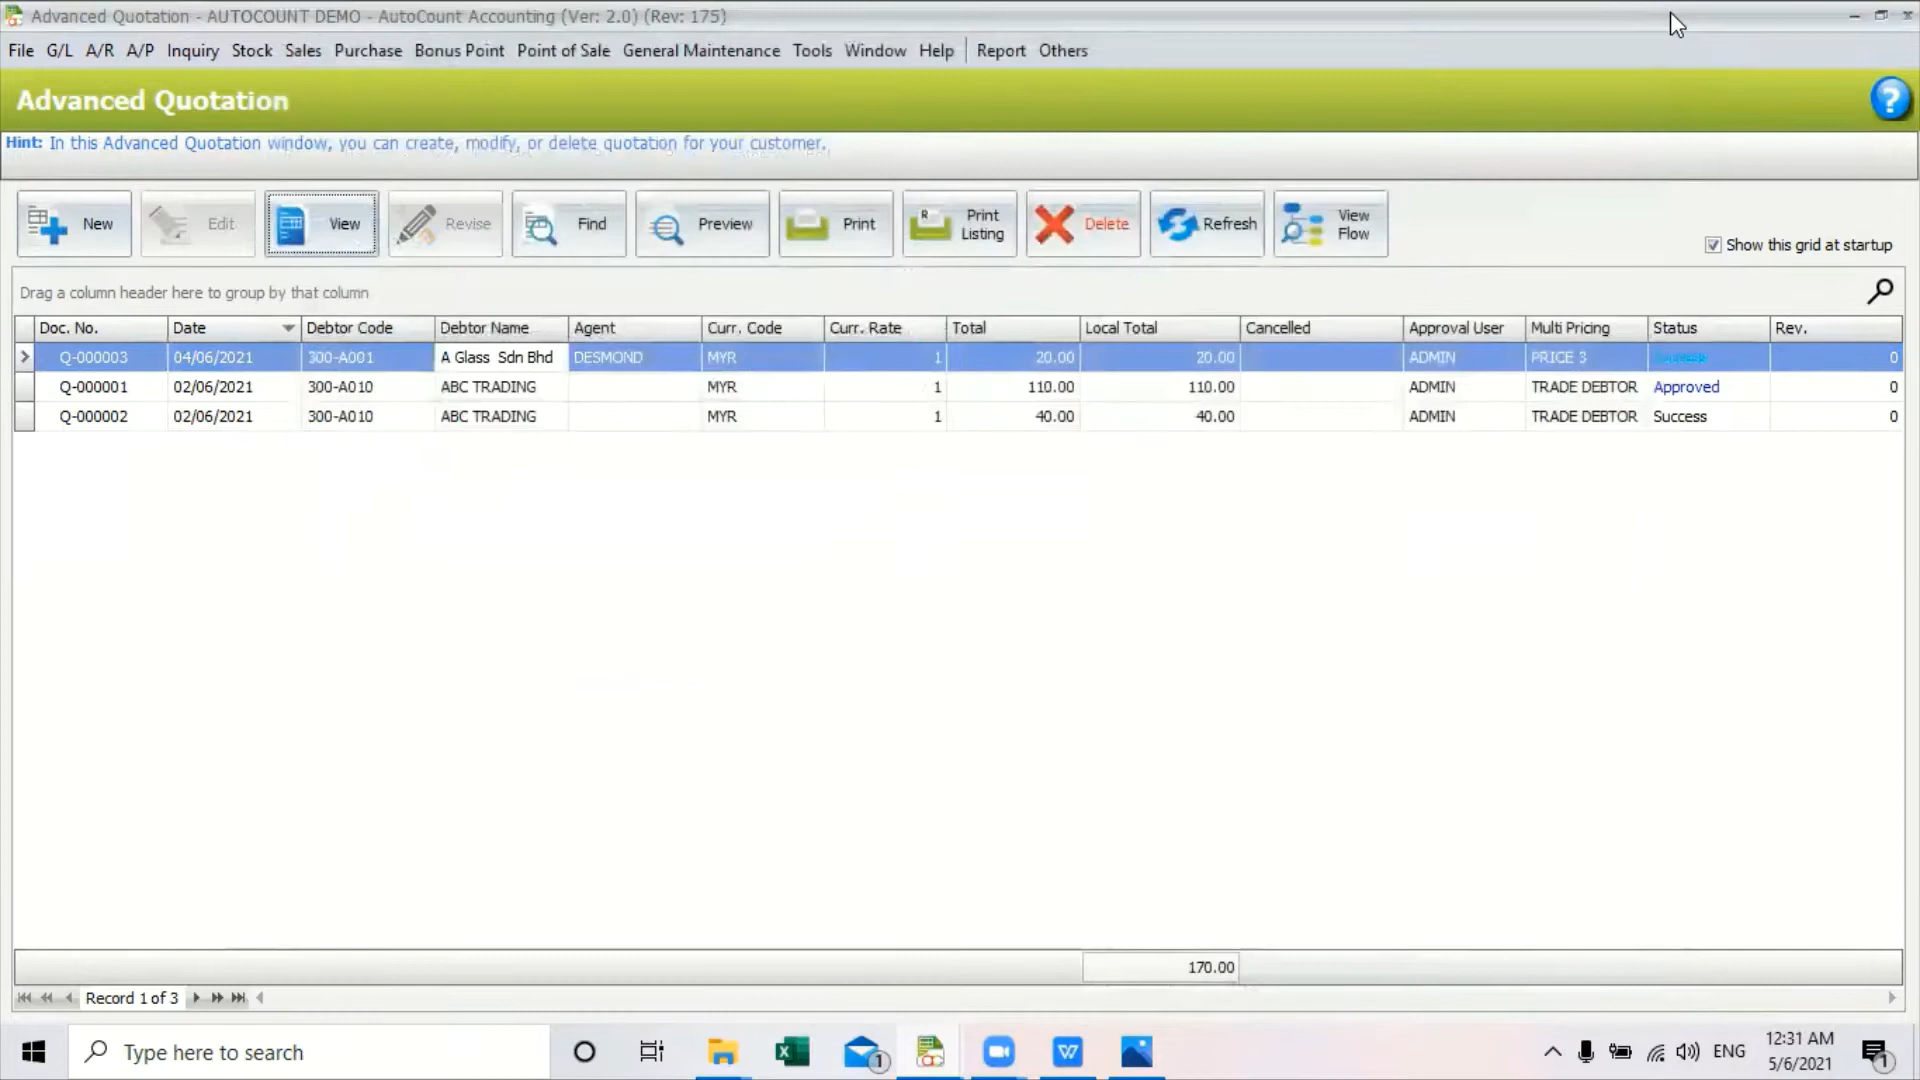 Advanced Quotation - AUTOCOUNT DEMO - AutoCount Accounting (Ver: 2.0) (Rev: 175)
File G/L A/R A/P Inquiry Stock Sales Purchase Bonus Point Point of Sale General Maintenance Tools Window Help Report Others
Advanced Quotation
Hint: In this Advanced Quotation window, you can create, modify, or delete quotation for your customer.
New Edit View Revise Find Preview Print Print Listing Delete Refresh View Flow
Show this grid at startup
Drag a column header here to group by that column
Doc. No. Date Debtor Code Debtor Name Agent Curr. Code Curr. Rate Total Local Total Cancelled Approval User Multi Pricing Status Rev.
Q-000003 04/06/2021 300-A001 A Glass Sdn Bhd DESMOND MYR 1 20.00 20.00 ADMIN PRICE 3 Success 0
Q-000001 02/06/2021 300-A010 ABC TRADING MYR 1 110.00 110.00 ADMIN TRADE DEBTOR Approved 0
Q-000002 02/06/2021 300-A010 ABC TRADING MYR 1 40.00 40.00 ADMIN TRADE DEBTOR Success 0
170.00
Record 1 of 3
Type here to search
1
ENG
12:31 AM
5/6/2021
1